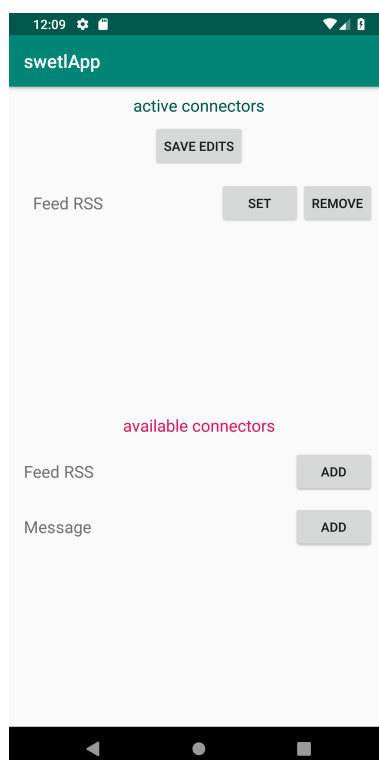 12:09
swetlApp
active connectors
SAVE EDITS
Feed RSS SET REMOVE
available connectors
Feed RSS ADD
Message ADD